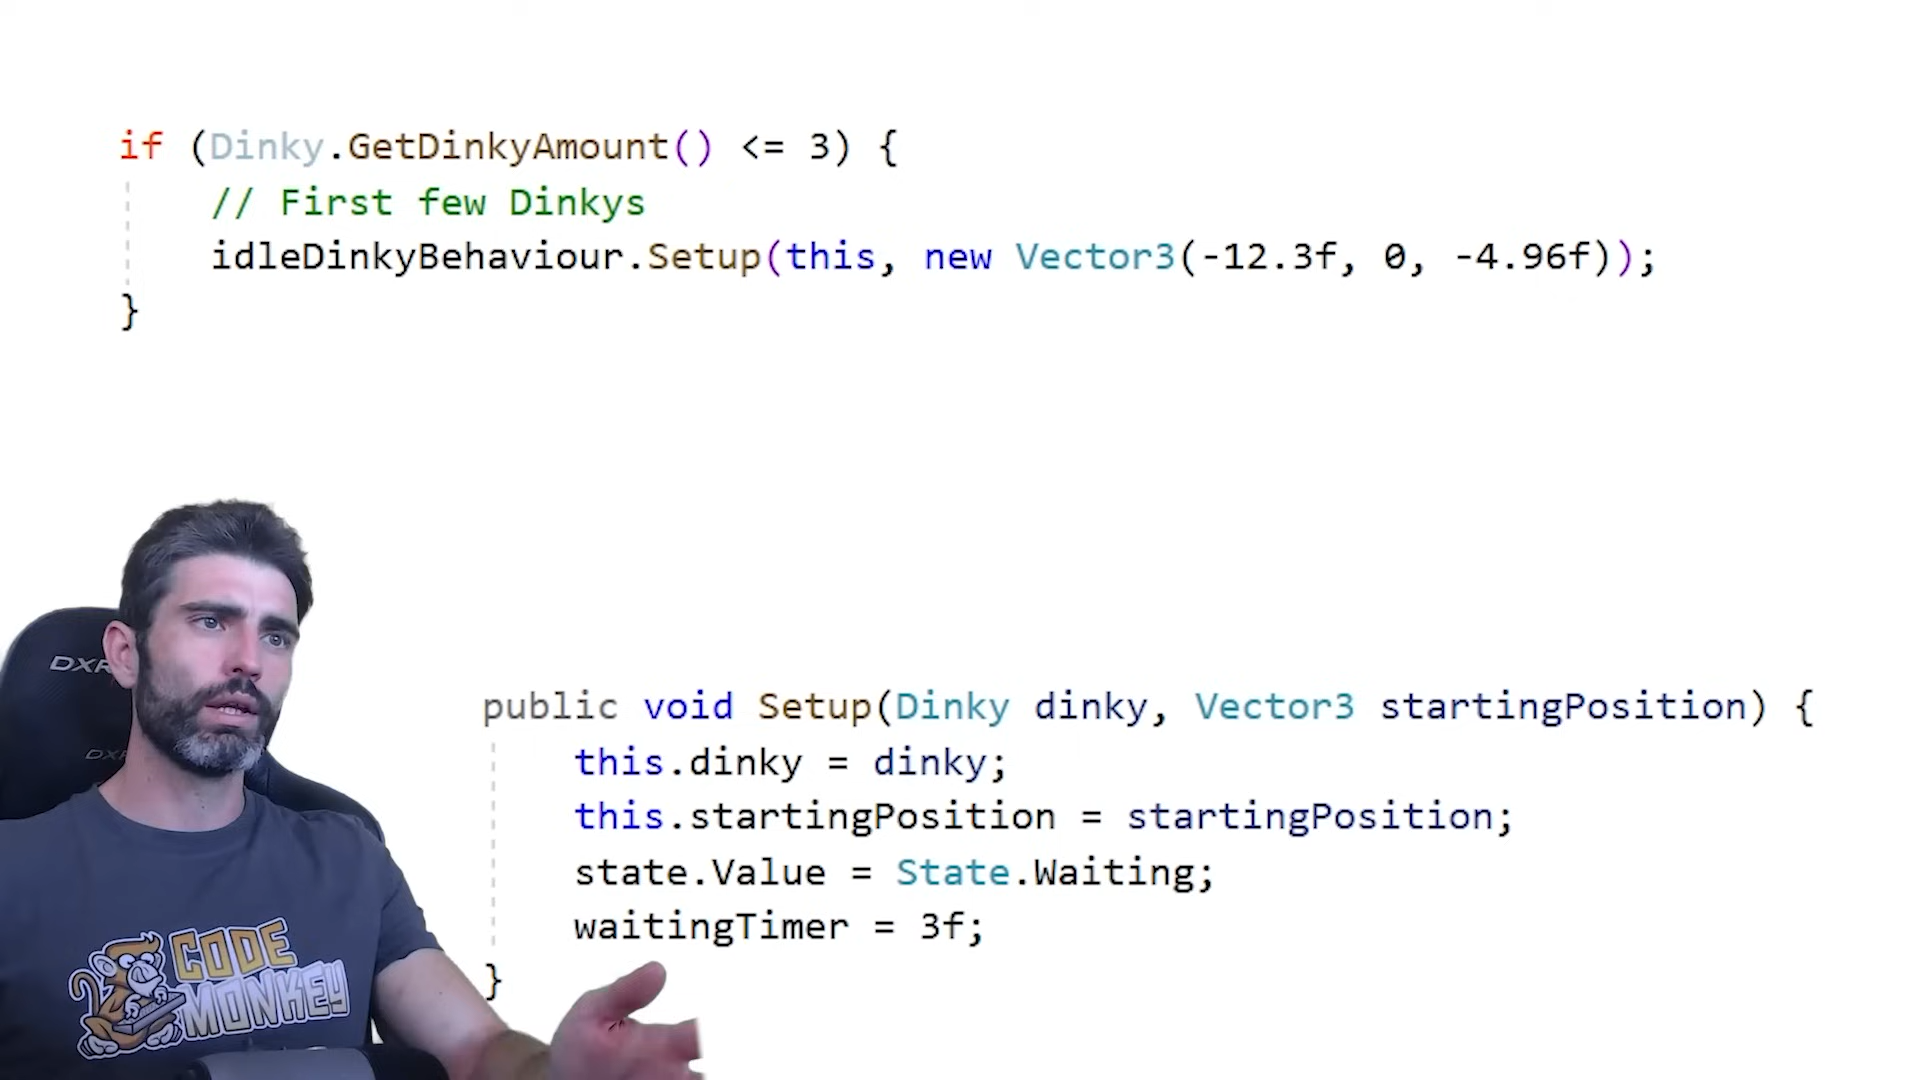 if (Dinky.GetDinkyAmount() <= 3) {
// First few Dinkys
idleDinkyBehaviour.Setup(this, new Vector3(-12.3f, 0, -4.96f));
}
public void Setup(Dinky dinky, Vector3 startingPosition) {
this.dinky = dinky;
this.startingPosition = startingPosition;
state.Value = State.Waiting;
waitingTimer = 3f;
}
DXR
DXR
CODE
MONKEY